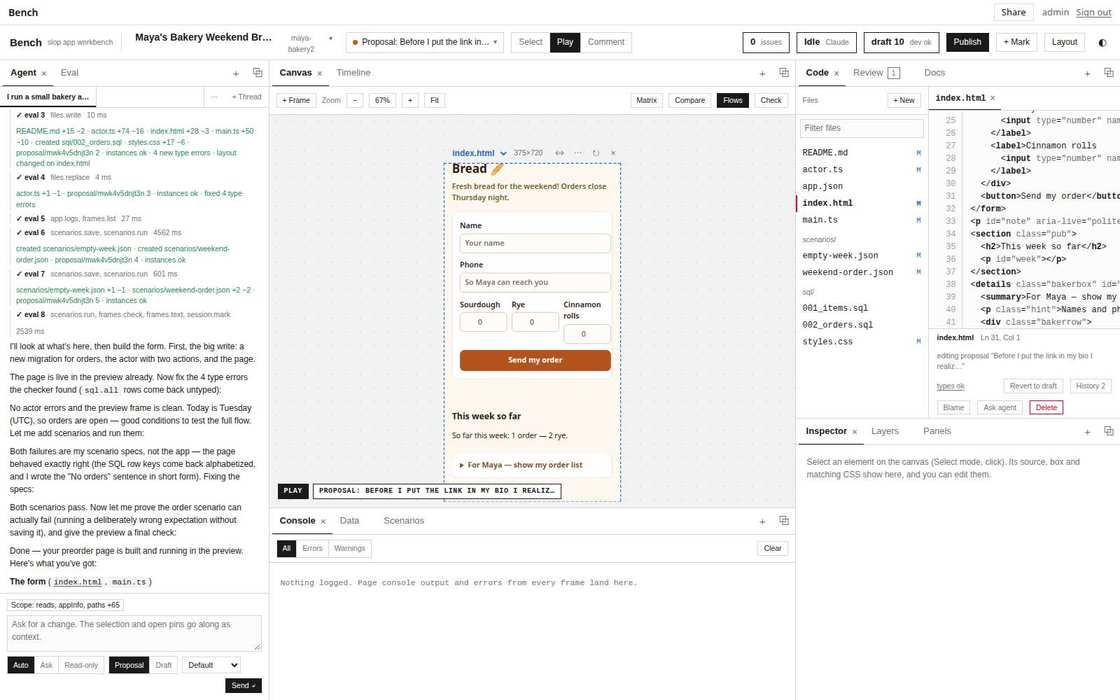 Bench
Share
admin
Sign out
Bench
slop app workbench
Maya's Bakery Weekend Br…
maya-
bakery2
Proposal: Before I put the link in…
Select
Play
Comment
0 issues
Idle Claude
draft 10 dev ok
Publish
+ Mark
Layout
Agent ×
Eval
I run a small bakery a…
+ Thread
✓ eval 3 files.write 10 ms
README.md +15 −2 · actor.ts +74 −16 · index.html +28 −3 · main.ts +50
−10 · created sql/002_orders.sql · styles.css +17 −6 ·
proposal/mwk4v5dnjt3n 2 · instances ok · 4 new type errors · layout
changed on index.html
✓ eval 4 files.replace 4 ms
actor.ts +1 −1 · proposal/mwk4v5dnjt3n 3 · instances ok · fixed 4 type
errors
✓ eval 5 app.logs, frames.list 27 ms
✓ eval 6 scenarios.save, scenarios.run 4562 ms
created scenarios/empty-week.json · created scenarios/weekend-
order.json · proposal/mwk4v5dnjt3n 4 · instances ok
✓ eval 7 scenarios.save, scenarios.run 601 ms
scenarios/empty-week.json +1 −1 · scenarios/weekend-order.json +2 −2 ·
proposal/mwk4v5dnjt3n 5 · instances ok
✓ eval 8 scenarios.run, frames.check, frames.text, session.mark
2539 ms
I'll look at what's here, then build the form. First, the big write: a
new migration for orders, the actor with two actions, and the page.
The page is live in the preview already. Now fix the 4 type errors
the checker found ( sql.all rows come back untyped):
No actor errors and the preview frame is clean. Today is Tuesday
(UTC), so orders are open — good conditions to test the full flow.
Let me add scenarios and run them:
Both failures are my scenario specs, not the app — the page
behaved exactly right (the SQL row keys come back alphabetized,
and I wrote the "No orders" sentence in short form). Fixing the
specs:
Both scenarios pass. Now let me prove the order scenario can
actually fail (running a deliberately wrong expectation without
saving it), and give the preview a final check:
Done — your preorder page is built and running in the preview.
Here's what you've got:
The form ( index.html , main.ts )
Scope: reads, appInfo, paths +65
Ask for a change. The selection and open pins go along as
context.
Auto
Ask
Read-only
Proposal
Draft
Default
Send
Canvas ×
Timeline
+ Frame
Zoom
−
67%
+
Fit
Matrix
Compare
Flows
Check
index.html
375×720
Bread 🥖
Fresh bread for the weekend! Orders close
Thursday night.
Name
Your name
Phone
So Maya can reach you
Sourdough
Rye
Cinnamon
rolls
0
0
0
Send my order
This week so far
So far this week: 1 order — 2 rye.
▸ For Maya — show my order list
PLAY
PROPOSAL: BEFORE I PUT THE LINK IN MY BIO I REALIZ…
Console ×
Data
Scenarios
All
Errors
Warnings
Clear
Nothing logged. Page console output and errors from every frame land here.
Code ×
Review 1
Docs
Files
+ New
Filter files
README.md M
actor.ts M
app.json
index.html M
main.ts M
scenarios/
empty-week.json M
weekend-order.json M
sql/
001_items.sql
002_orders.sql M
styles.css M
index.html ×
25 <input type="number" nam
26 </label>
27 <label>Cinnamon rolls
28 <input type="number" nam
29 </label>
30 </div>
31 <button>Send my order</butto
32 </form>
33 <p id="note" aria-live="polite
34 <section class="pub">
35 <h2>This week so far</h2>
36 <p id="week"></p>
37 </section>
38 <details class="bakerbox" id="
39 <summary>For Maya — show my
40 <p class="hint">Names and ph
41 <div class="bakerrow">
index.html Ln 31, Col 1
editing proposal "Before I put the link in my bio I
realiz…"
types ok
Revert to draft
History 2
Blame
Ask agent
Delete
Inspector ×
Layers
Panels
Select an element on the canvas (Select mode, click). Its source, box and
matching CSS show here, and you can edit them.